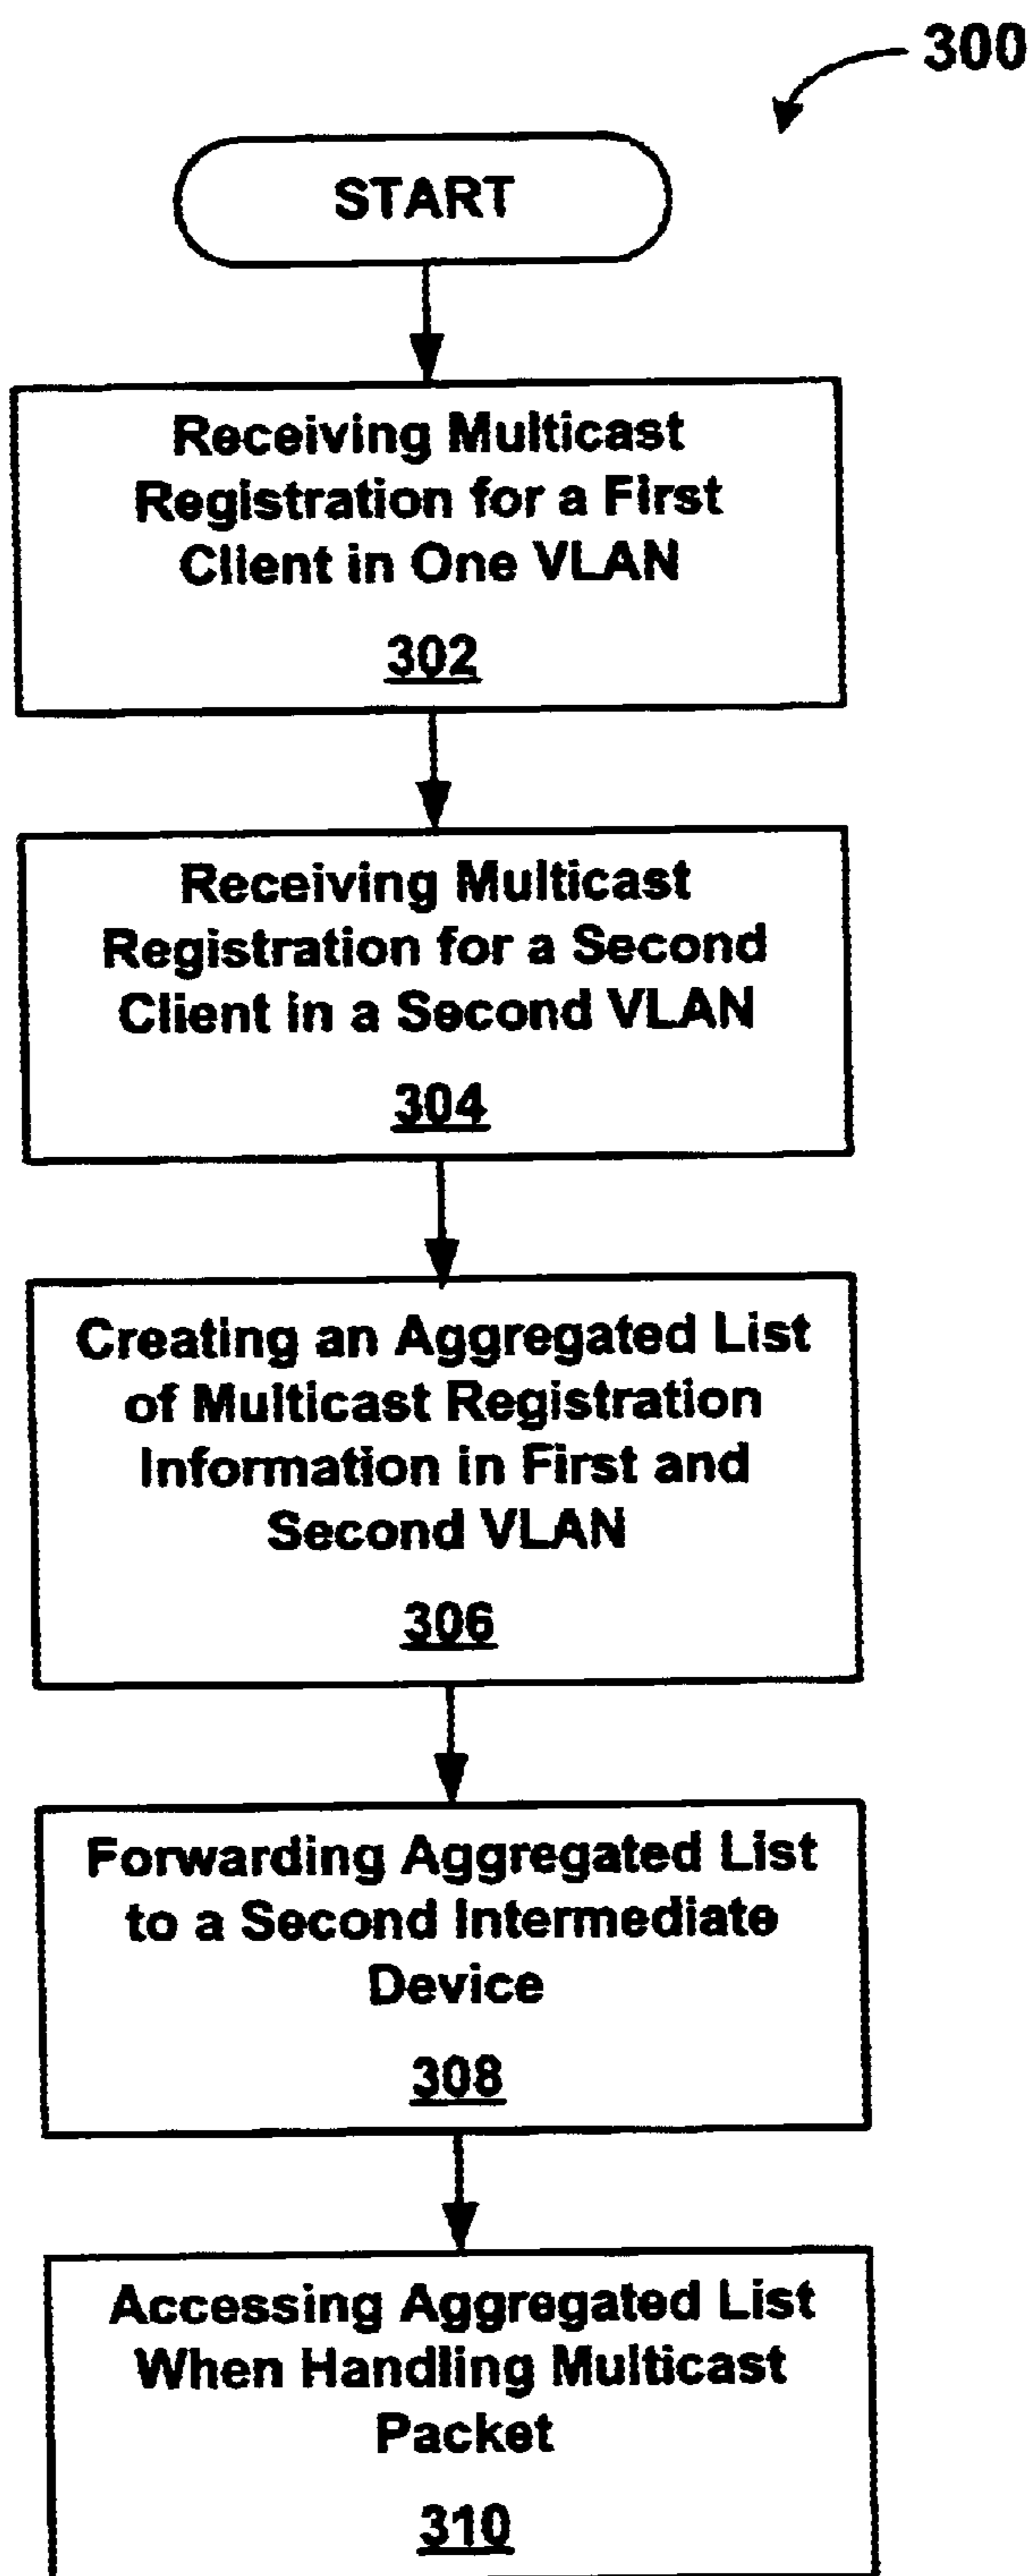 300
START
Receiving Multicast
Registration for a First
Client in One VLAN
302
Receiving Multicast
Registration for a Second
Client in a Second VLAN
304
Creating an Aggregated List
of Multicast Registration
Information in First and
Second VLAN
306
Forwarding Aggregated List
to a Second Intermediate
Device
308
Accessing Aggregated List
When Handling Multicast
Packet
310